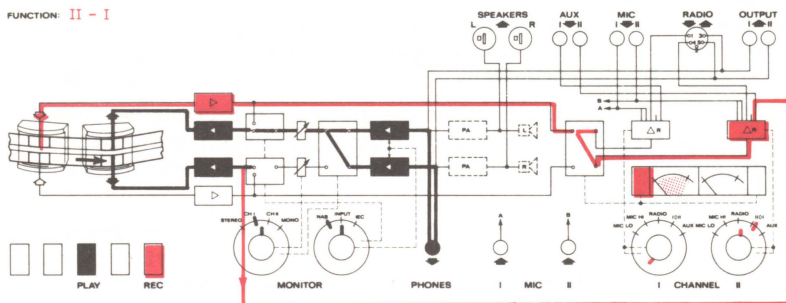 FUNCTION: II - I
SPEAKERS AUX MIC RADIO OUTPUT
L R I II I II I II
B
A
R R
PA L
PA R
STEREO CH I CH II MONO
NAB INPUT IEC
A B
MIC LO MIC HI RADIO AUX
MIC LO MIC HI RADIO AUX
PLAY REC MONITOR PHONES I MIC II I CHANNEL II